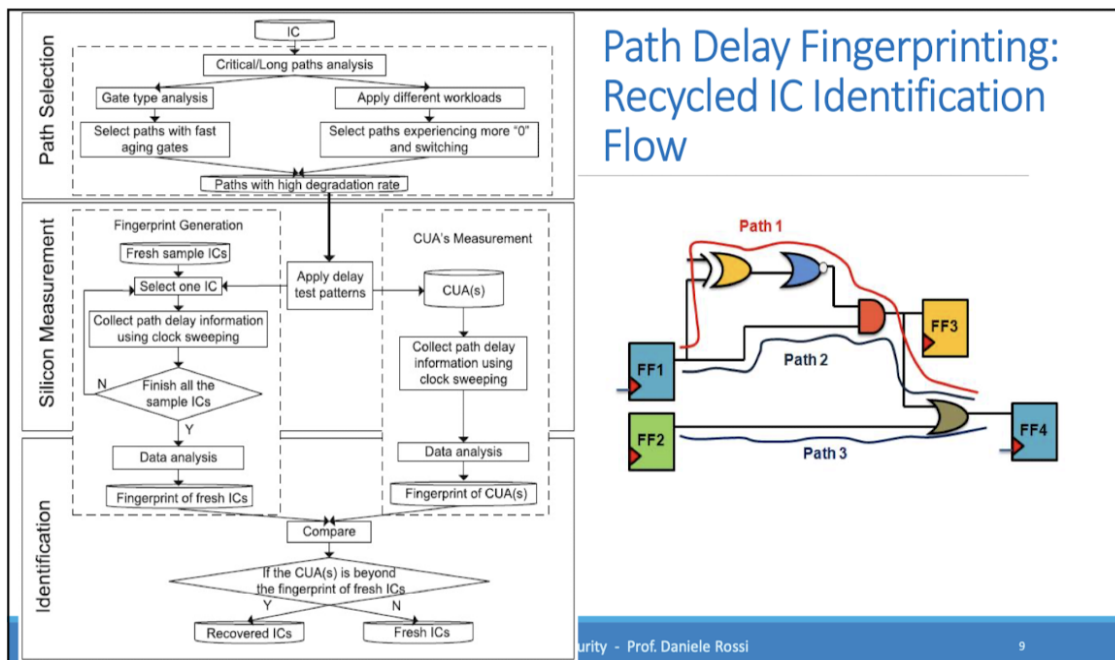 Path Delay Fingerprinting:
Recycled IC Identification
Flow
Path Selection
IC
Critical/Long paths analysis
Gate type analysis
Apply different workloads
Select paths with fast
aging gates
Select paths experiencing more "0"
and switching
Paths with high degradation rate
Silicon Measurement
Fingerprint Generation
Fresh sample ICs
Select one IC
Collect path delay information
using clock sweeping
N
Finish all the
sample ICs
Y
Apply delay
test patterns
CUA's Measurement
CUA(s)
Collect path delay
information using
clock sweeping
Identification
Data analysis
Fingerprint of fresh ICs
Data analysis
Fingerprint of CUA(s)
Compare
If the CUA(s) is beyond
the fingerprint of fresh ICs
Y
N
Recovered ICs
Fresh ICs
Path 1
FF3
FF1
Path 2
FF2
Path 3
FF4
urity - Prof. Daniele Rossi
9